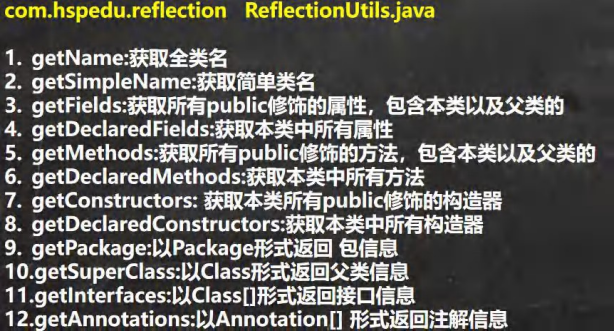 com.hspedu.reflection ReflectionUtils.java
1. getName:获取全类名
2. getSimpleName:获取简单类名
3. getFields:获取所有public修饰的属性，包含本类以及父类的
4. getDeclaredFields:获取本类中所有属性
5. getMethods:获取所有public修饰的方法，包含本类以及父类的
6. getDeclaredMethods:获取本类中所有方法
7. getConstructors: 获取本类所有public修饰的构造器
8. getDeclaredConstructors:获取本类中所有构造器
9. getPackage:以Package形式返回 包信息
10.getSuperClass:以Class形式返回父类信息
11.getInterfaces:以Class[]形式返回接口信息
12.getAnnotations:以Annotation[] 形式返回注解信息